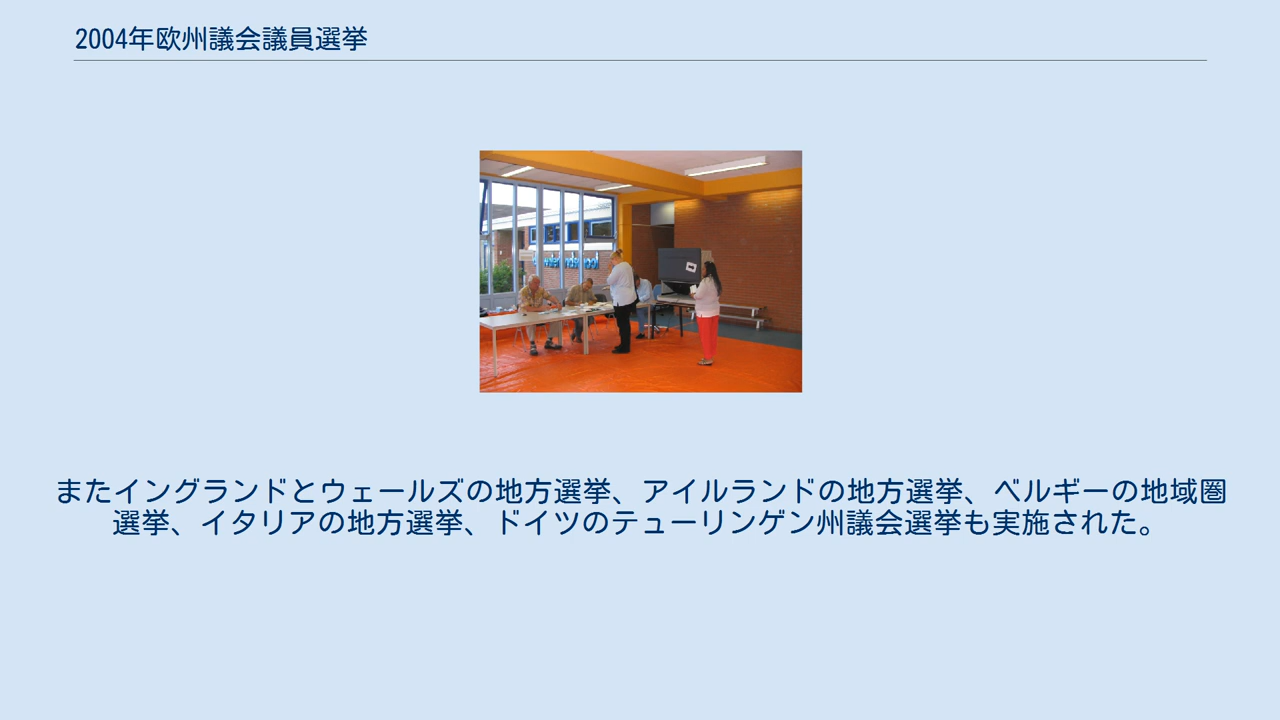 2004年欧州議会議員選挙
またイングランドとウェールズの地方選挙、アイルランドの地方選挙、ベルギーの地域圏
選挙、イタリアの地方選挙、ドイツのテューリンゲン州議会選挙も実施された。